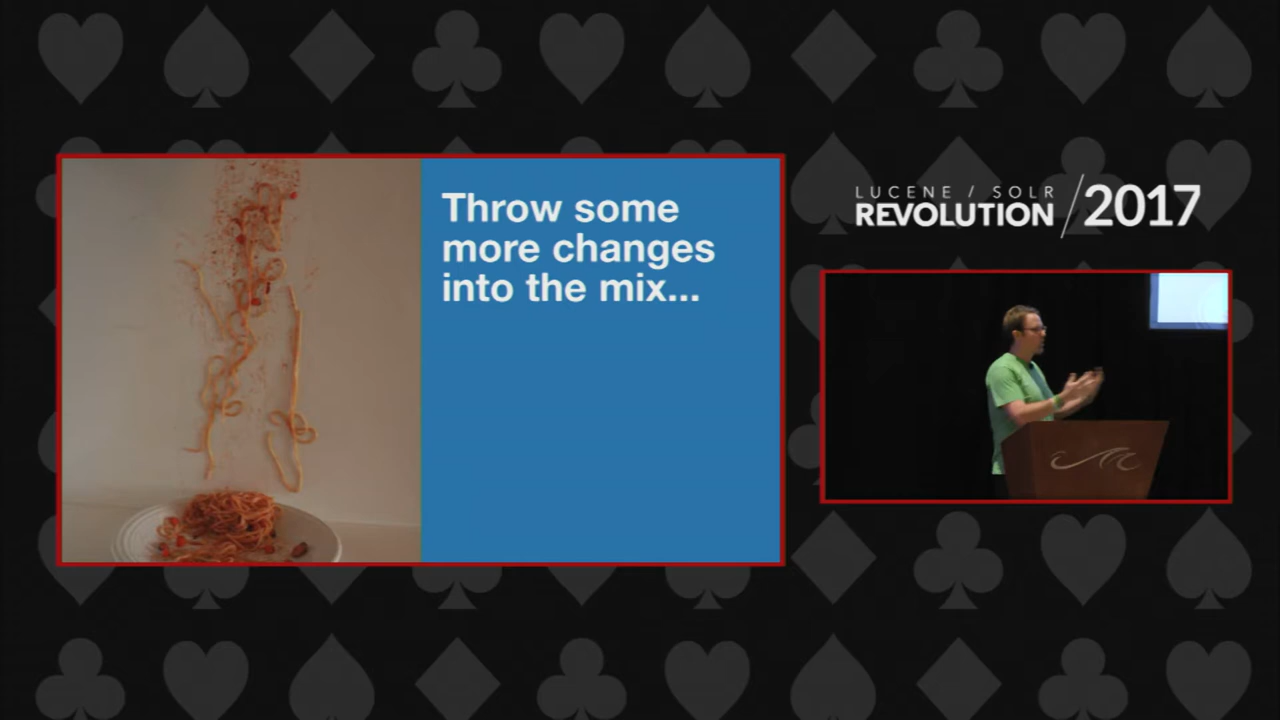 Throw some
more changes
into the mix...
LUCENE / SOLR
REVOLUTION /2017